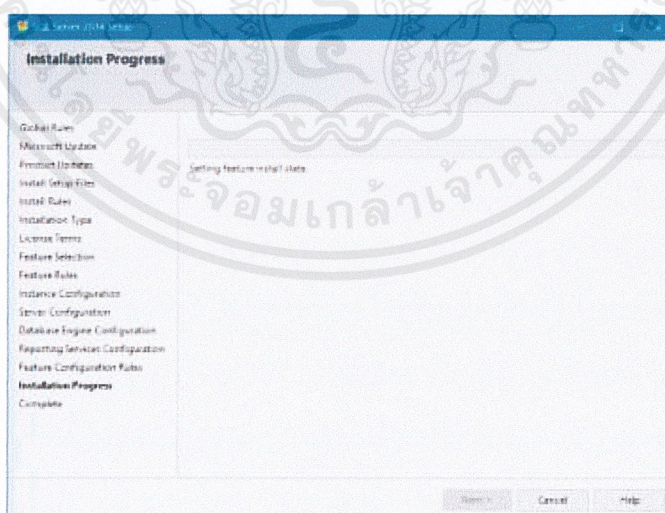 SQL Server 2014 Setup
Installation Progress
Global Rules
Microsoft Update
Product Updates
Install Setup Files
Install Rules
Installation Type
License Terms
Feature Selection
Feature Rules
Instance Configuration
Server Configuration
Database Engine Configuration
Reporting Services Configuration
Feature Configuration Rules
Installation Progress
Complete
Setting feature install state
Next >
Cancel
Help